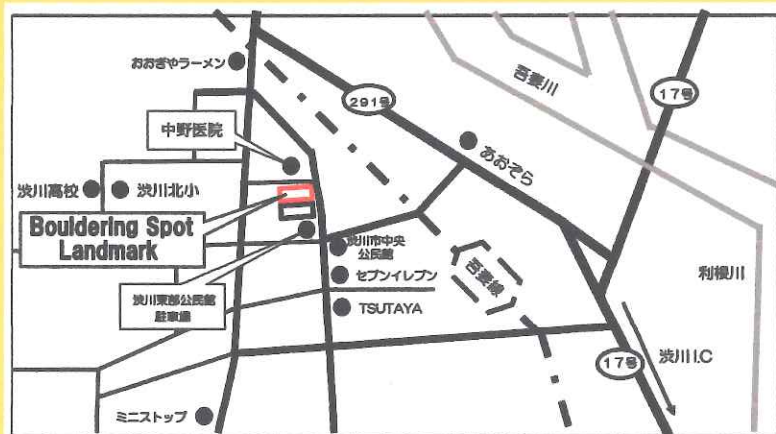 おおぎやラーメン
291号
吾妻川
17号
中野医院
あおぞら
渋川高校
渋川北小
Bouldering Spot
Landmark
渋川市中央
公民館
セブンイレブン
吾妻線
利根川
渋川東部公民館
駐車場
TSUTAYA
17号
渋川I.C
ミニストップ